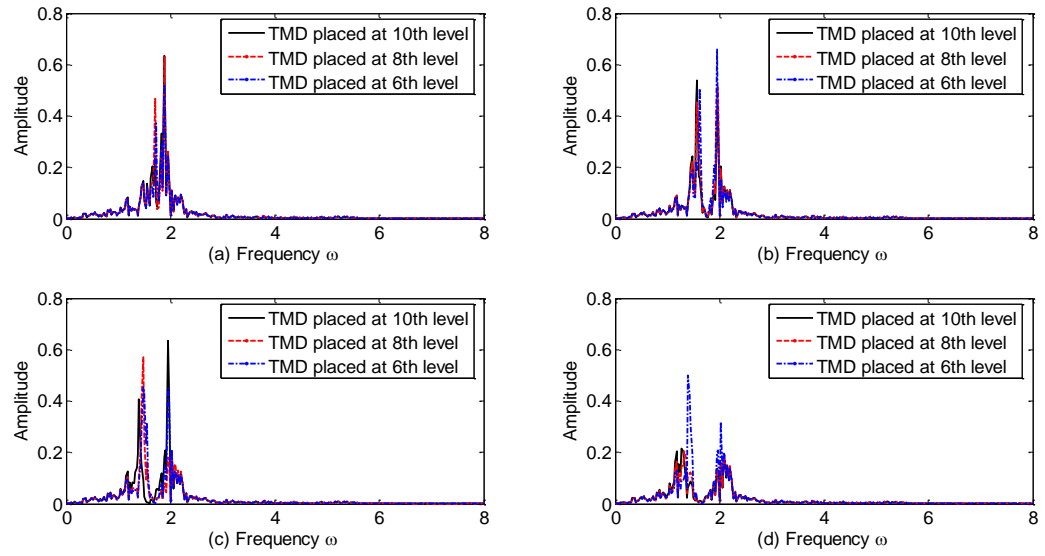 0.8
0.6
0.4
0.2
0
Amplitude
TMD placed at 10th level
TMD placed at 8th level
TMD placed at 6th level
0 2 4 6 8
(a) Frequency ω
0.8
0.6
0.4
0.2
0
Amplitude
TMD placed at 10th level
TMD placed at 8th level
TMD placed at 6th level
0 2 4 6 8
(b) Frequency ω
0.8
0.6
0.4
0.2
0
Amplitude
TMD placed at 10th level
TMD placed at 8th level
TMD placed at 6th level
0 2 4 6 8
(c) Frequency ω
0.8
0.6
0.4
0.2
0
Amplitude
TMD placed at 10th level
TMD placed at 8th level
TMD placed at 6th level
0 2 4 6 8
(d) Frequency ω